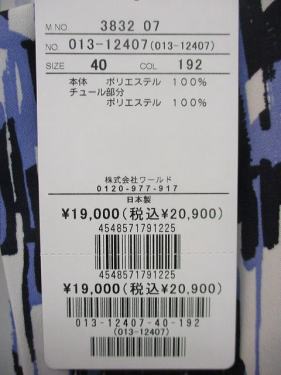 M NO 3832 07
NO. 013-12407(013-12407)
SIZE 40 COL 192
本体 ポリエステル 100%
チュール部分
ポリエステル 100%
株式会社ワールド
0120-977-917
日本製
¥19,000(税込¥20,900)
4548571791225
4548571791225
¥19,000(税込¥20,900)
013-12407-40-192
(013-12407)